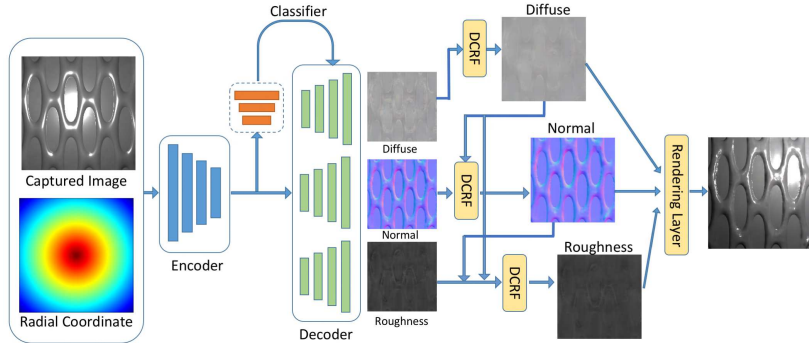 Classifier
Diffuse
DCRF
Diffuse
Captured Image
Normal
DCRF
Rendering Layer
Normal
Encoder
Roughness
DCRF
Radial Coordinate
Roughness
Decoder